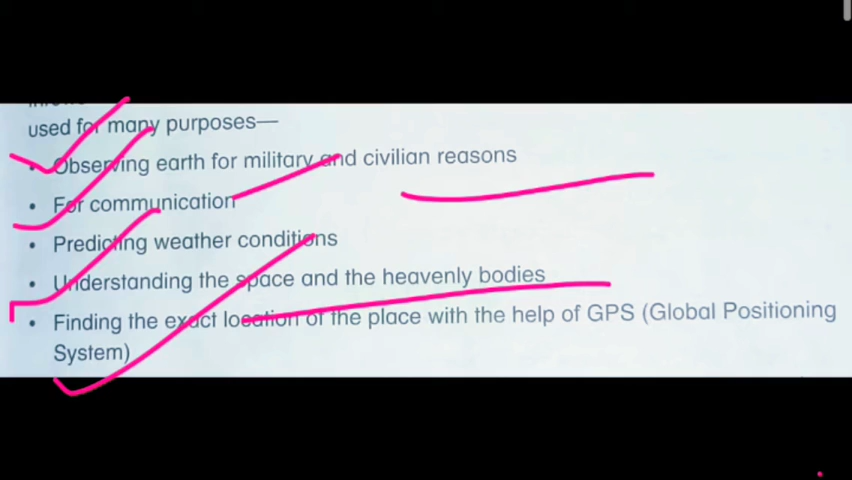 used for many purposes—
• Observing earth for military and civilian reasons
• For communication
• Predicting weather conditions
• Understanding the space and the heavenly bodies
• Finding the exact location of the place with the help of GPS (Global Positioning
System)